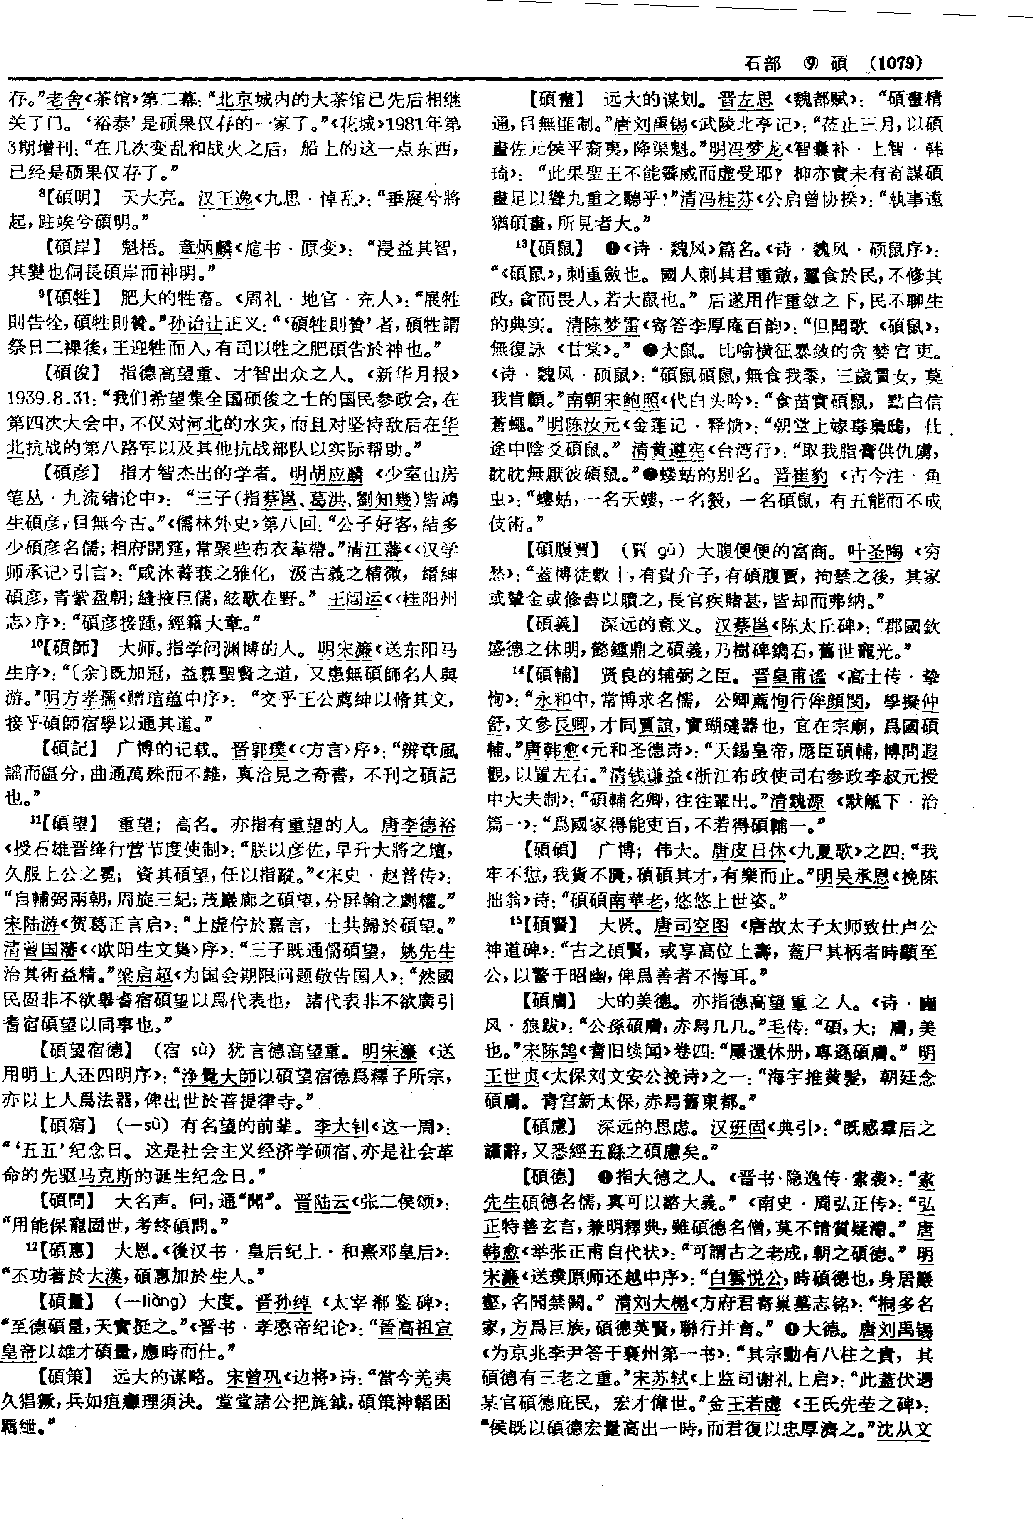 石部 ⑨ 碩 （1079）
存。”老舍《茶馆》第二幕：“北京城内的大茶馆已先后相继
关了门。‘裕泰’是硕果仅存的一家了。”《花城》1981年第
3期增刊：“在几次变乱和战火之后，船上的这一点东西，
已经是硕果仅存了。”
8【碩明】 天大亮。汉王逸《九思·悼乱》：“垂屣兮將
起，跓竢兮碩明。”
【碩岸】 魁梧。章炳麟《訄书·原变》：“浸益其智，
其變也侗長碩岸而神明。”
9【碩牲】 肥大的牲畜。《周礼·地官·充人》：“展牲
則告牷，碩牲則贊。”孙诒让正义：“‘碩牲則贊’者，碩牲謂
祭日二祼後，王迎牲而入，有司以牲之肥碩告於神也。”
【碩俊】 指德高望重、才智出众之人。《新华月报》
1939.8.31：“我们希望集全国硕俊之士的国民参政会，在
第四次大会中，不仅对河北的水灾，而且对坚持敌后在华
北抗战的第八路军以及其他抗战部队以实际帮助。”
【碩彦】 指才智杰出的学者。明胡应麟《少室山房
笔丛·九流绪论中》：“三子（指蔡邕、葛洪、劉知幾）皆鴻
生碩彦，目無今古。”《儒林外史》第八回：“公子好客，結多
少碩彦名儒；相府開筵，常聚些布衣葦帶。”清江藩《〈汉学
师承记〉引言》：“咸沐菁莪之雅化，汲古義之精微，縉紳
碩彦，青紫盈朝；縫掖巨儒，絃歌在野。”王闿运《〈桂阳州
志〉序》：“碩彦接踵，經籍大章。”
10【碩師】 大师。指学问渊博的人。明宋濂《送东阳马
生序》：“〔余〕既加冠，益慕聖賢之道，又患無碩師名人與
游。”明方孝孺《赠瑄蕴中序》：“交乎王公薦紳以脩其文，
接乎碩師宿學以通其道。”
【碩記】 广博的记载。晋郭璞《〈方言〉序》：“辨章風
謡而區分，曲通萬殊而不雜，真洽見之奇書，不刊之碩記
也。”
11【碩望】 重望；高名。亦指有重望的人。唐李德裕
《授石雄晋绛行营节度使制》：“朕以彦佐，早升大將之壇，
久服上公之冕；資其碩望，任以指蹤。”《宋史·赵普传》：
“自輔弼兩朝，周旋三紀；茂巖廊之碩望，分屏翰之劇權。”
宋陆游《贺葛正言启》：“上虚佇於嘉言，士共歸於碩望。”
清曾国藩《〈欧阳生文集〉序》：“三子既通儒碩望，姚先生
治其術益精。”梁启超《为国会期限问题敬告国人》：“然國
民固非不欲舉耆宿碩望以爲代表也；諸代表非不欲廣引
耆宿碩望以同事也。”
【碩望宿德】 （宿 sù） 犹言德高望重。明宋濂《送
用明上人还四明序》：“浄覺大師以碩望宿德爲釋子所宗，
亦以上人爲法器，俾出世於菩提律寺。”
【碩宿】 （—sù） 有名望的前辈。李大钊《这一周》：
“‘五五’纪念日。这是社会主义经济学硕宿、亦是社会革
命的先驱马克斯的诞生纪念日。”
【碩問】 大名声。问，通“聞”。晋陆云《张二侯颂》：
“用能保寵固世，考終碩問。”
12【碩惠】 大恩。《後汉书·皇后纪上·和熹邓皇后》：
“丕功著於大漢，碩惠加於生人。”
【碩量】 （—liàng） 大度。晋孙绰《太宰郗鉴碑》：
“至德碩量，天實挺之。”《晋书·孝愍帝纪论》：“晉高祖宣
皇帝以雄才碩量，應時而仕。”
【碩策】 远大的谋略。宋曾巩《边将》诗：“當今羌夷
久猖獗，兵如疽癰理須決。堂堂諸公把旄鉞，碩策神韜困
羈紲。”
【碩畫】 远大的谋划。晋左思《魏都赋》：“碩畫精
通，目無匪制。”唐刘禹锡《武陵北亭记》：“莅止三月，以碩
畫佐元侯平裔夷，降渠魁。”明冯梦龙《智囊补·上智·韩
琦》：“此果聖王不能聲威而虚受耶？抑亦實未有奇謀碩
畫足以聳九重之聽乎！”清冯桂芬《公启曾协揆》：“執事遠
猶碩畫，所見者大。”
13【碩鼠】 ❶《诗·魏风》篇名。《诗·魏风·硕鼠序》：
“《碩鼠》，刺重斂也。國人刺其君重斂，蠶食於民，不修其
政，貪而畏人，若大鼠也。”后遂用作重敛之下，民不聊生
的典实。清陈梦雷《寄答李厚庵百韵》：“但聞歌《碩鼠》，
無復詠《甘棠》。”❷大鼠。比喻横征暴敛的贪婪官吏。
《诗·魏风·硕鼠》：“碩鼠碩鼠，無食我黍，三歲貫女，莫
我肯顧。”南朝宋鲍照《代白头吟》：“食苗實碩鼠，點白信
蒼蠅。”明陈汝元《金莲记·释愤》：“朝堂上嫁毒梟鴟，仕
途中陰爻碩鼠。”清黄遵宪《台湾行》：“取我脂膏供仇虜，
眈眈無厭彼碩鼠。”❸蝼蛄的别名。晋崔豹《古今注·鱼
虫》：“螻蛄，一名天螻，一名㝅，一名碩鼠，有五能而不成
伎術。”
【碩腹賈】 （賈 gǔ） 大腹便便的富商。叶圣陶《穷
愁》：“蓋博徒數十，有貴介子，有碩腹賈，拘禁之後，其家
或輦金或修書以贖之，長官疾賭甚，皆却而弗納。”
【碩義】 深远的意义。汉蔡邕《陈太丘碑》：“郡國欽
盛德之休明，懿鍾鼎之碩義，乃樹碑鐫石，舊世寵光。”
14【碩輔】 贤良的辅弼之臣。晋皇甫谧《高士传·挚
恂》：“永和中，常博求名儒，公卿薦恂行侔顔閔，學擬仲
舒，文參長卿，才同賈誼，實瑚璉器也，宜在宗廟，爲國碩
輔。”唐韩愈《元和圣德诗》：“天錫皇帝，厖臣碩輔，博問遐
觀，以置左右。”清钱谦益《浙江布政使司右参政李叔元授
中大夫制》：“碩輔名卿，往往輩出。”清魏源《默觚下·治
篇一》：“爲國家得能吏百，不若得碩輔一。”
【碩碩】 广博；伟大。唐皮日休《九夏歌》之四：“我
牢不愆，我貨不匱，碩碩其才，有樂而止。”明吴承恩《挽陈
拙翁》诗：“碩碩南華老，悠悠上世姿。”
15【碩賢】 大贤。唐司空图《唐故太子太师致仕卢公
神道碑》：“古之碩賢，或享高位上壽，蓋尸其柄者時顯至
公，以警于昭幽，俾爲善者不悔耳。”
【碩膚】 大的美德。亦指德高望重之人。《诗·豳
风·狼跋》：“公孫碩膚，赤舄几几。”毛传：“碩，大；膚，美
也。”宋陈鹄《耆旧续闻》卷四：“屢還休册，專逐碩膚。”明
王世贞《太保刘文安公挽诗》之一：“海宇推黄髮，朝廷念
碩膚。青宫新太保，赤舄舊東都。”
【碩慮】 深远的思虑。汉班固《典引》：“既感羣后之
讜辭，又悉經五繇之碩慮矣。”
【碩德】 ❶指大德之人。《晋书·隐逸传·索袭》：“索
先生碩德名儒，真可以諮大義。”《南史·周弘正传》：“弘
正特善玄言，兼明釋典，雖碩德名僧，莫不請質疑滯。”唐
韩愈《举张正甫自代状》：“可謂古之老成，朝之碩德。”明
宋濂《送璞原师还越中序》：“白雲悦公，時碩德也，身居巖
壑，名聞禁闕。”清刘大櫆《方府君寄巢墓志铭》：“桐多名
家，方爲巨族，碩德英賢，聯行并育。”❷大德。唐刘禹锡
《为京兆李尹答于襄州第一书》：“其宗勳有八柱之貴，其
碩德有三老之重。”宋苏轼《上监司谢礼上启》：“此蓋伏遇
某官碩德庇民，宏才偉世。”金王若虚《王氏先茔之碑》：
“侯既以碩德宏量高出一時，而君復以忠厚濟之。”沈从文